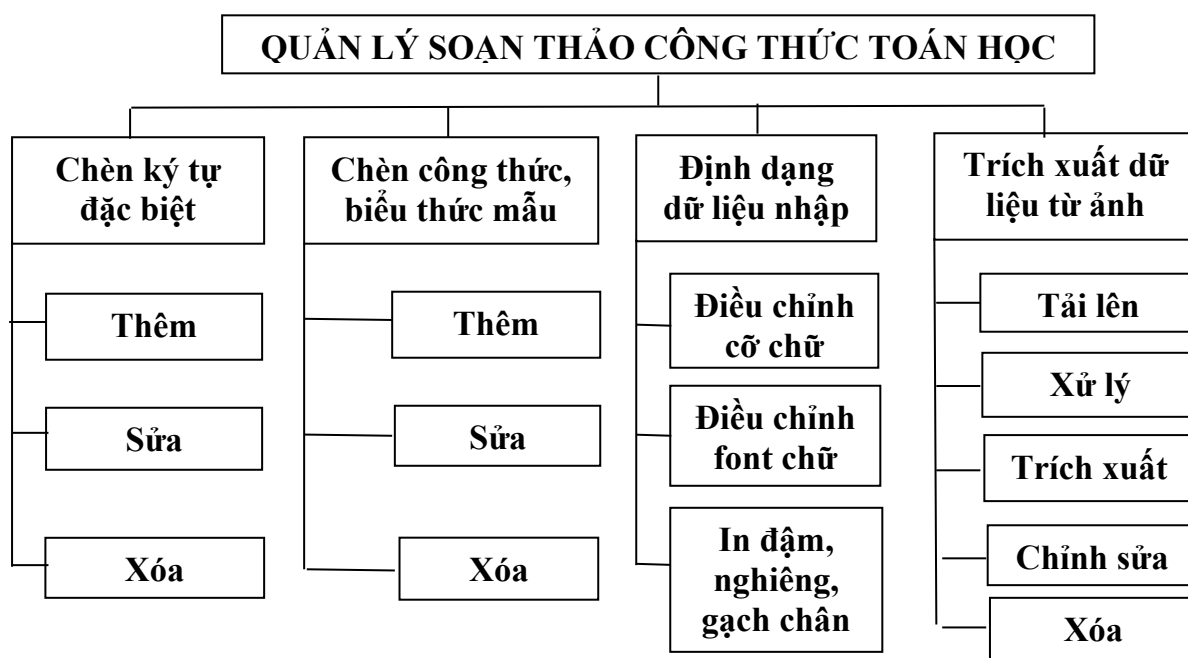 QUẢN LÝ SOẠN THẢO CÔNG THỨC TOÁN HỌC
Chèn ký tự
đặc biệt
Thêm
Sửa
Xóa
Chèn công thức,
biểu thức mẫu
Thêm
Sửa
Xóa
Định dạng
dữ liệu nhập
Điều chỉnh
cỡ chữ
Điều chỉnh
font chữ
In đậm,
nghiêng,
gạch chân
Trích xuất dữ
liệu từ ảnh
Tải lên
Xử lý
Trích xuất
Chỉnh sửa
Xóa